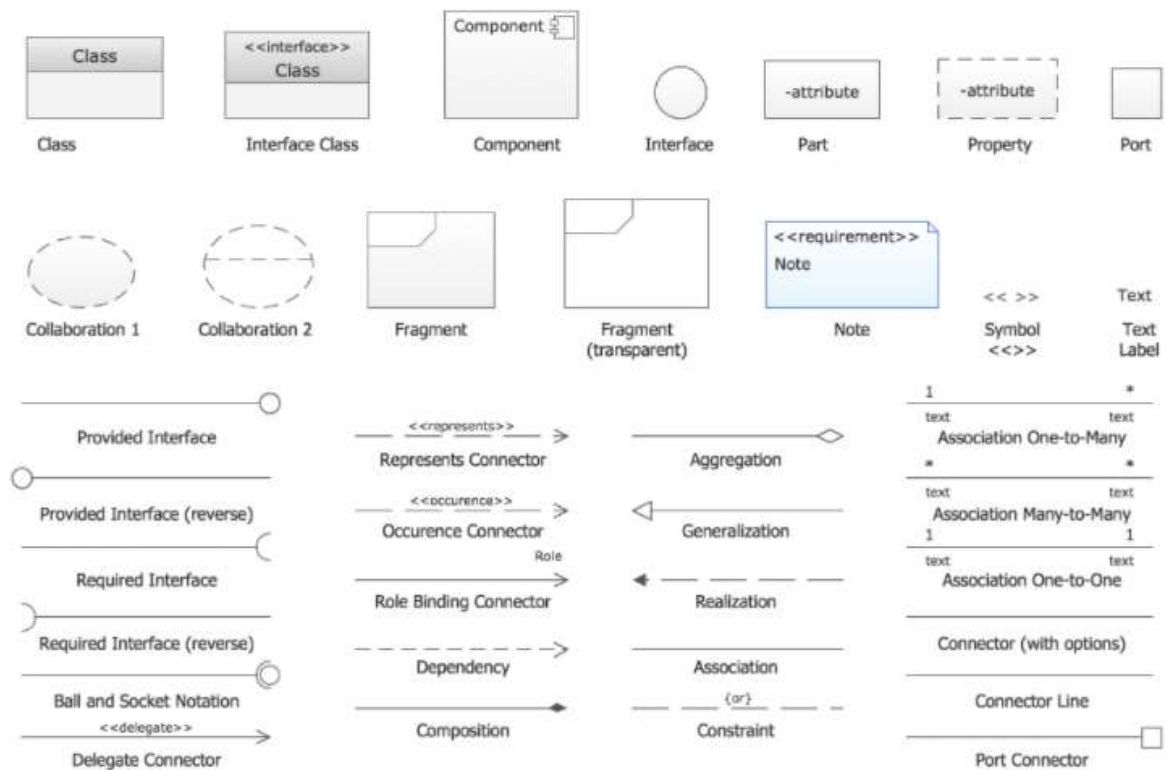 Class
<<interface>>
Class
Component
-attribute
-attribute
Class
Interface Class
Component
Interface
Part
Property
Port
<<requirement>>
Note
<< >>
Text
Collaboration 1
Collaboration 2
Fragment
Fragment
(transparent)
Note
Symbol
<<>>
Text
Label
Provided Interface
Provided Interface (reverse)
Required Interface
Required Interface (reverse)
Ball and Socket Notation
<<delegate>>
Delegate Connector
<<represents>>
Represents Connector
<<occurence>>
Occurence Connector
Role
Role Binding Connector
Dependency
Composition
Aggregation
Generalization
Realization
Association
{or}
Constraint
1 *
text text
Association One-to-Many
* *
text text
Association Many-to-Many
1 1
text text
Association One-to-One
Connector (with options)
Connector Line
Port Connector